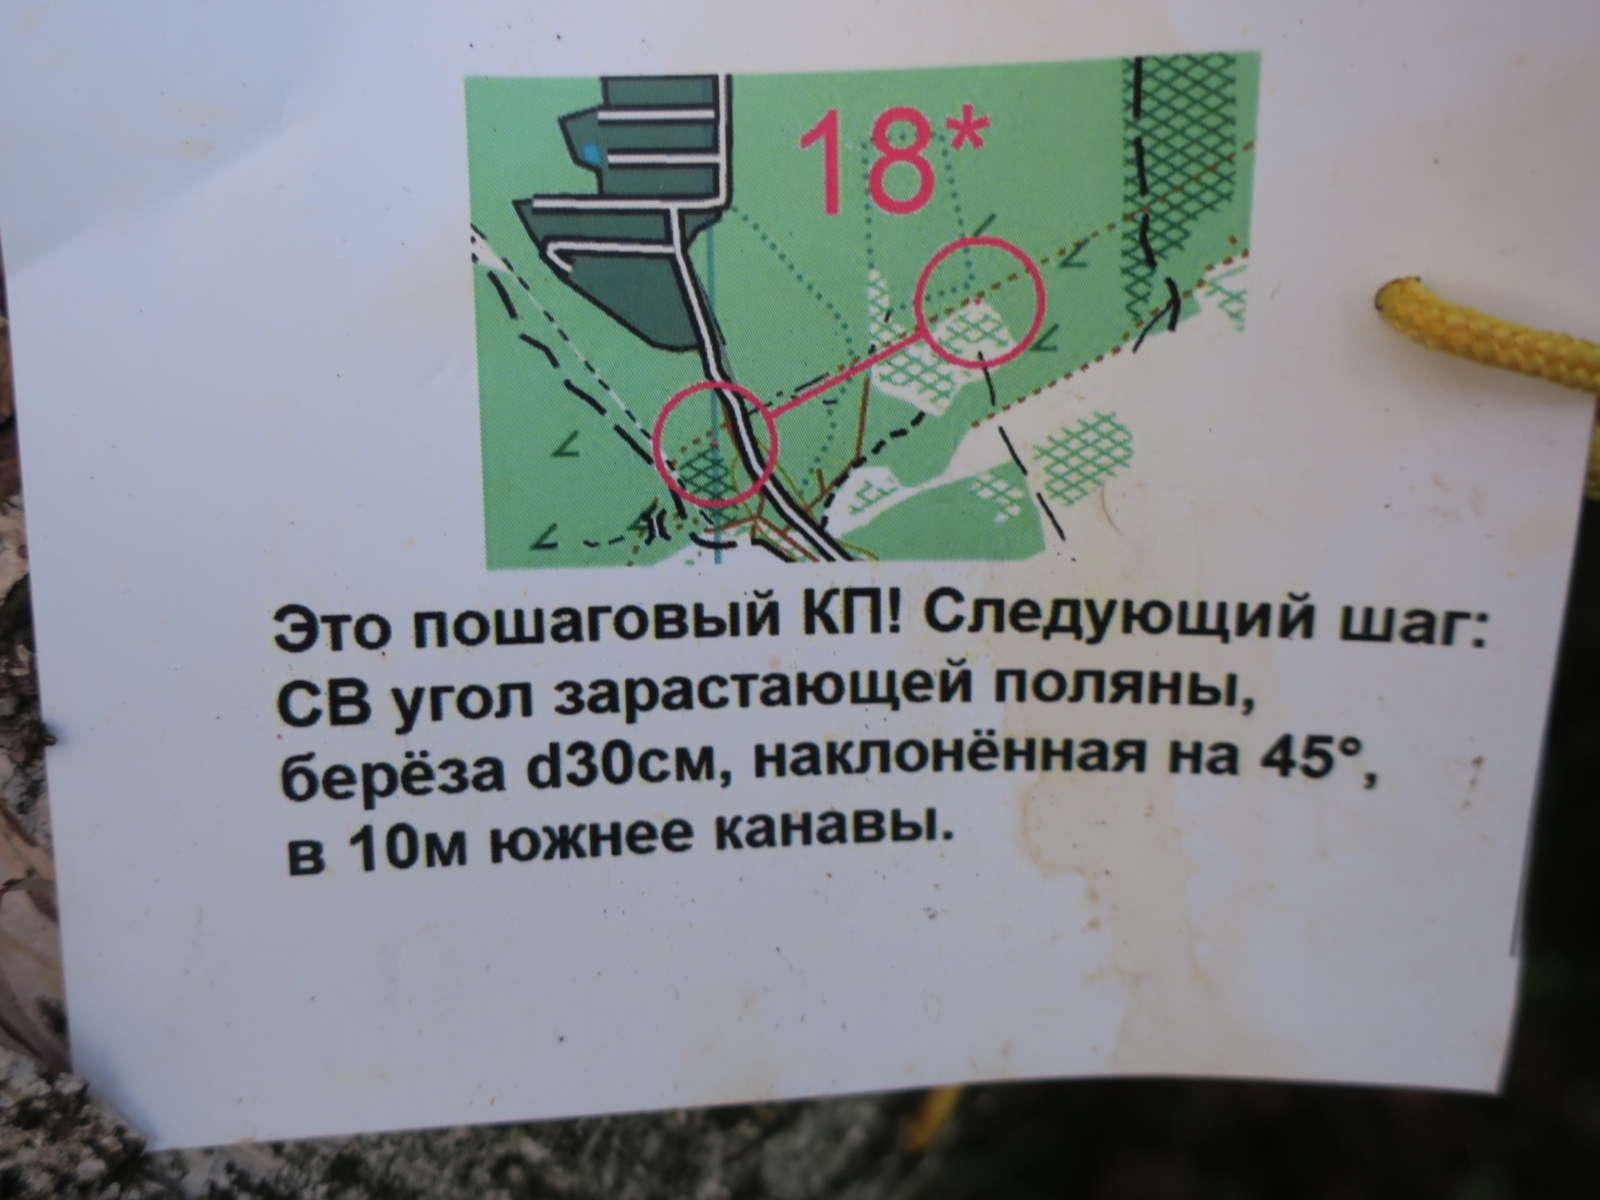 18*
Это пошаговый КП! Следующий шаг:
СВ угол зарастающей поляны,
берёза d30см, наклонённая на 45°,
в 10м южнее канавы.